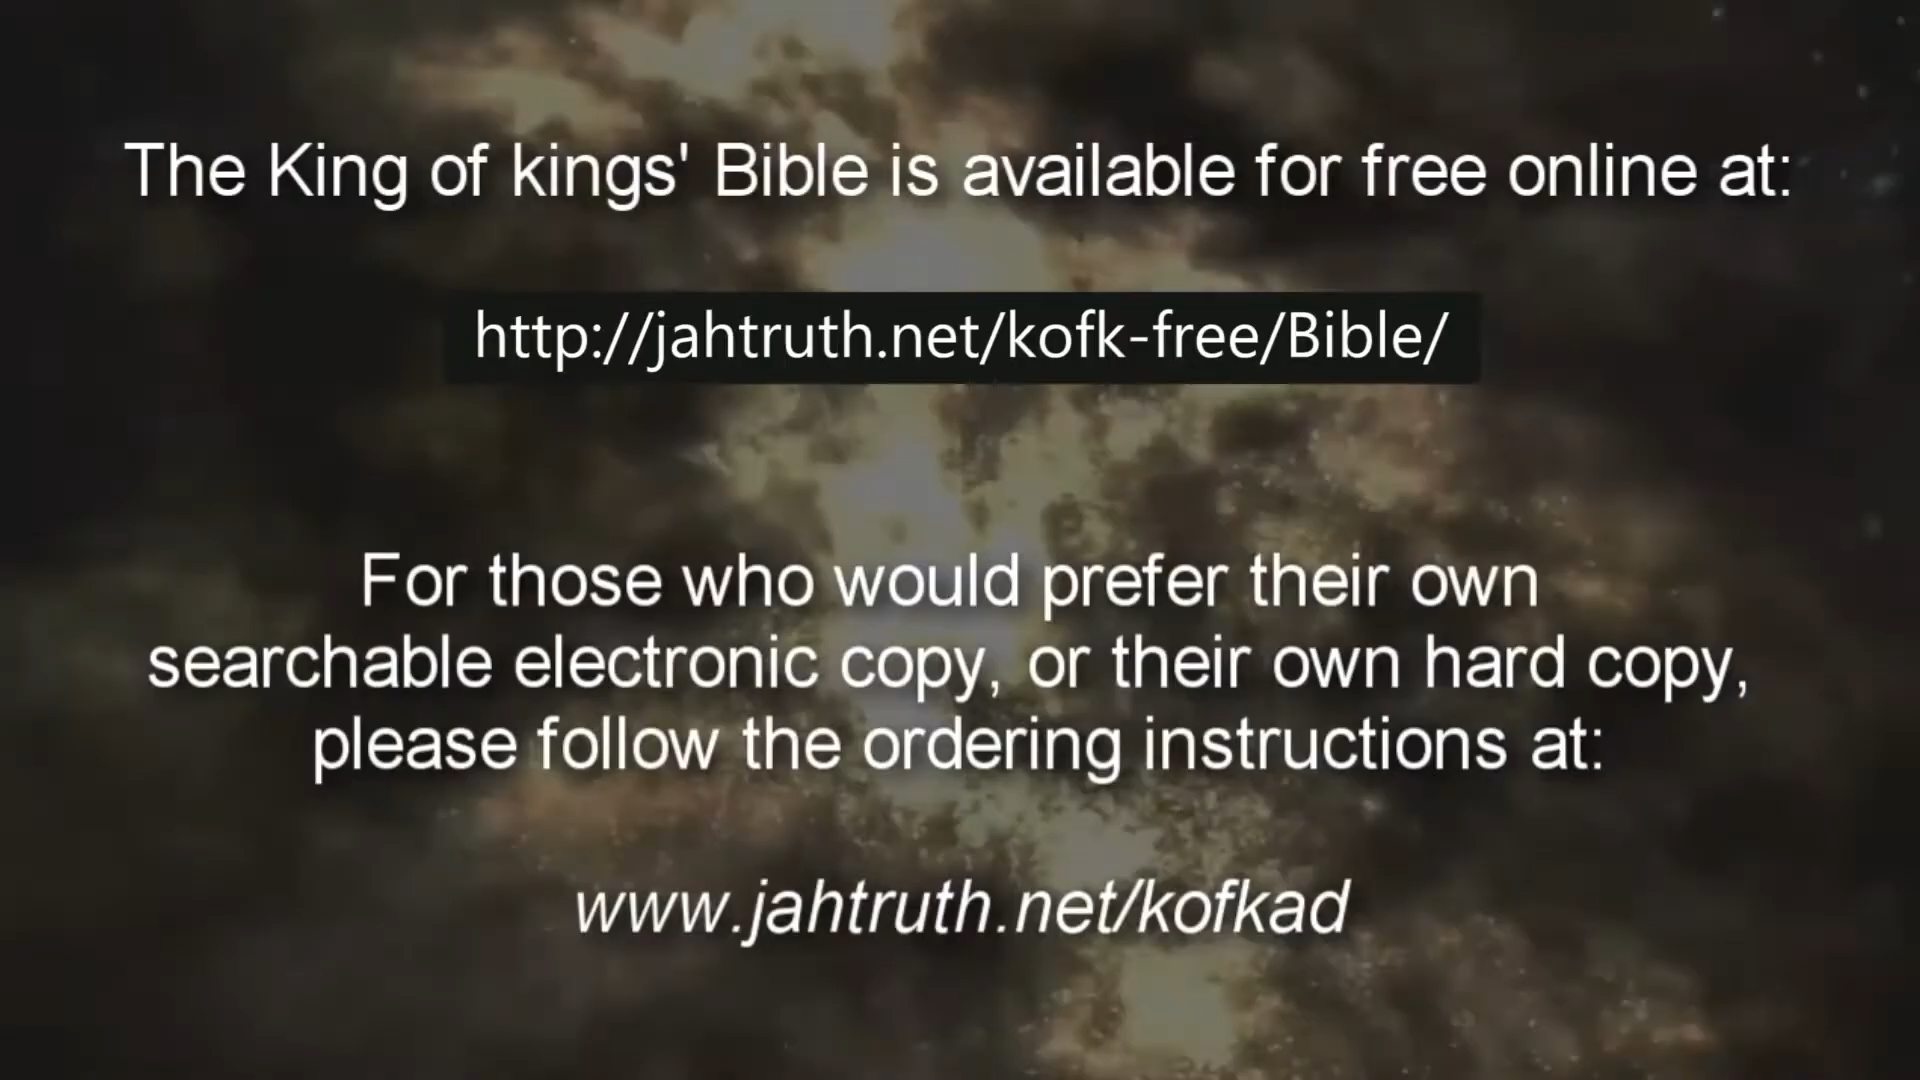 The King of kings' Bible is available for free online at:
http://jahtruth.net/kofk-free/Bible/
For those who would prefer their own
searchable electronic copy, or their own hard copy,
please follow the ordering instructions at:
www.jahtruth.net/kofkad